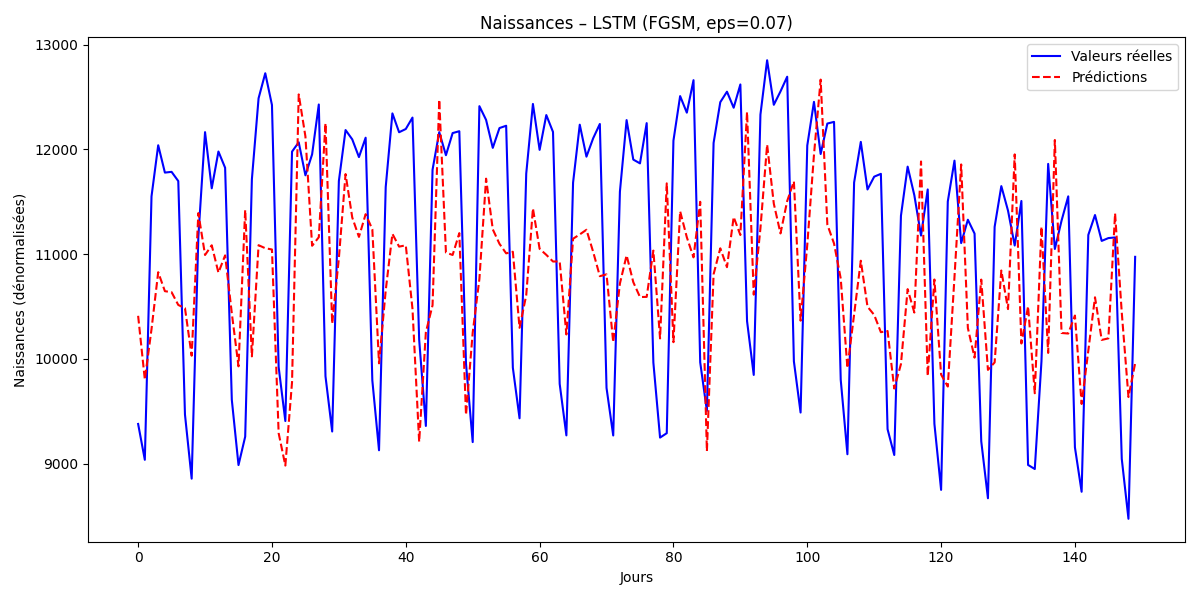 Naissances – LSTM (FGSM, eps=0.07)
Valeurs réelles
Prédictions
Naissances (dénormalisées)
13000
12000
11000
10000
9000
0 20 40 60 80 100 120 140
Jours